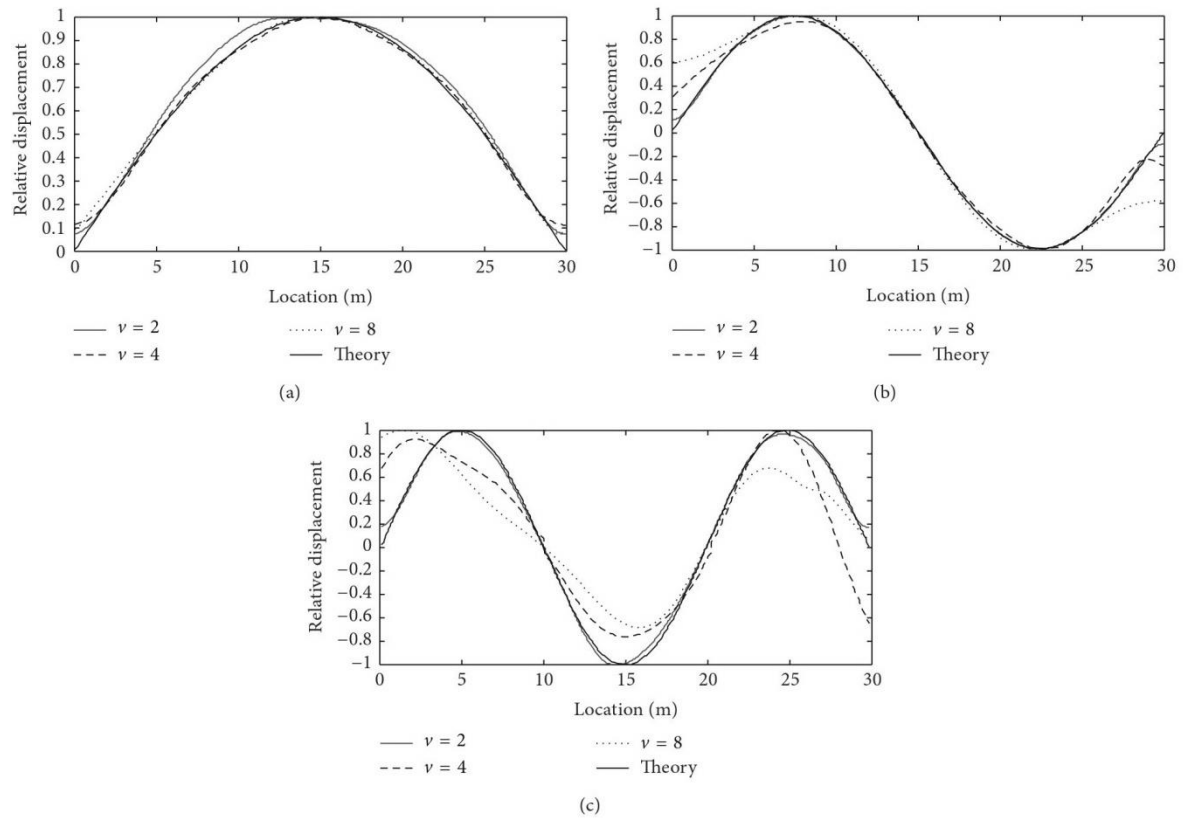 1
0.9
0.8
0.7
0.6
0.5
0.4
0.3
0.2
0.1
0
Relative displacement
0 5 10 15 20 25 30
Location (m)
v = 2
v = 8
v = 4
Theory
(a)
1
0.8
0.6
0.4
0.2
0
−0.2
−0.4
−0.6
−0.8
−1
Relative displacement
0 5 10 15 20 25 30
Location (m)
v = 2
v = 8
v = 4
Theory
(b)
1
0.8
0.6
0.4
0.2
0
−0.2
−0.4
−0.6
−0.8
−1
Relative displacement
0 5 10 15 20 25 30
Location (m)
v = 2
v = 8
v = 4
Theory
(c)